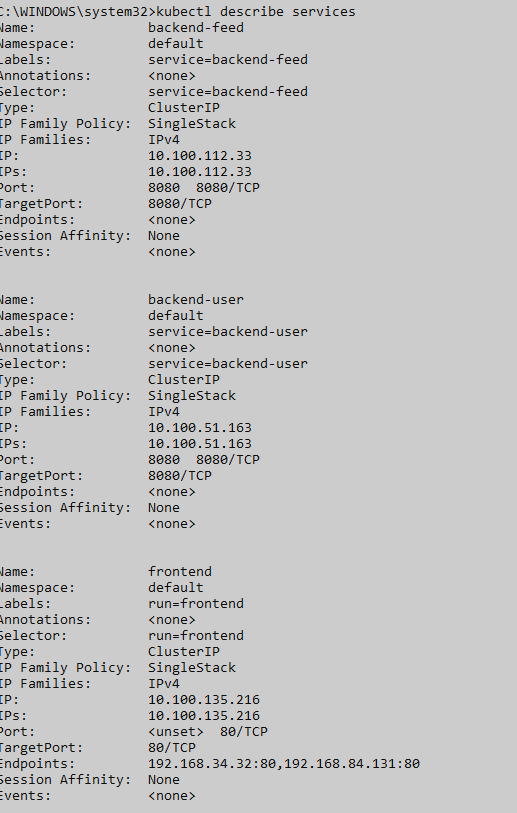 C:\WINDOWS\system32>kubectl describe services
Name: backend-feed
Namespace: default
Labels: service=backend-feed
Annotations: <none>
Selector: service=backend-feed
Type: ClusterIP
IP Family Policy: SingleStack
IP Families: IPv4
IP: 10.100.112.33
IPs: 10.100.112.33
Port: 8080 8080/TCP
TargetPort: 8080/TCP
Endpoints: <none>
Session Affinity: None
Events: <none>
Name: backend-user
Namespace: default
Labels: service=backend-user
Annotations: <none>
Selector: service=backend-user
Type: ClusterIP
IP Family Policy: SingleStack
IP Families: IPv4
IP: 10.100.51.163
IPs: 10.100.51.163
Port: 8080 8080/TCP
TargetPort: 8080/TCP
Endpoints: <none>
Session Affinity: None
Events: <none>
Name: frontend
Namespace: default
Labels: run=frontend
Annotations: <none>
Selector: run=frontend
Type: ClusterIP
IP Family Policy: SingleStack
IP Families: IPv4
IP: 10.100.135.216
IPs: 10.100.135.216
Port: <unset> 80/TCP
TargetPort: 80/TCP
Endpoints: 192.168.34.32:80,192.168.84.131:80
Session Affinity: None
Events: <none>